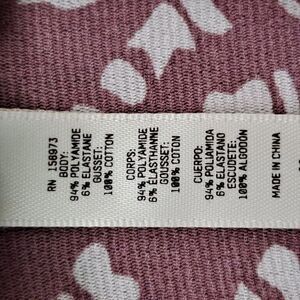 RN 158973
BODY:
94% POLYAMIDE
6% ELASTANE
GUSSET:
100% COTTON
CORPS:
94% POLYAMIDE
6% ELASTHANNE
GOUSSET:
100% COTON
CUERPO:
94% POLIAMIDA
6% ELASTANO
ESCUDETE:
100% ALGODÓN
MADE IN CHINA